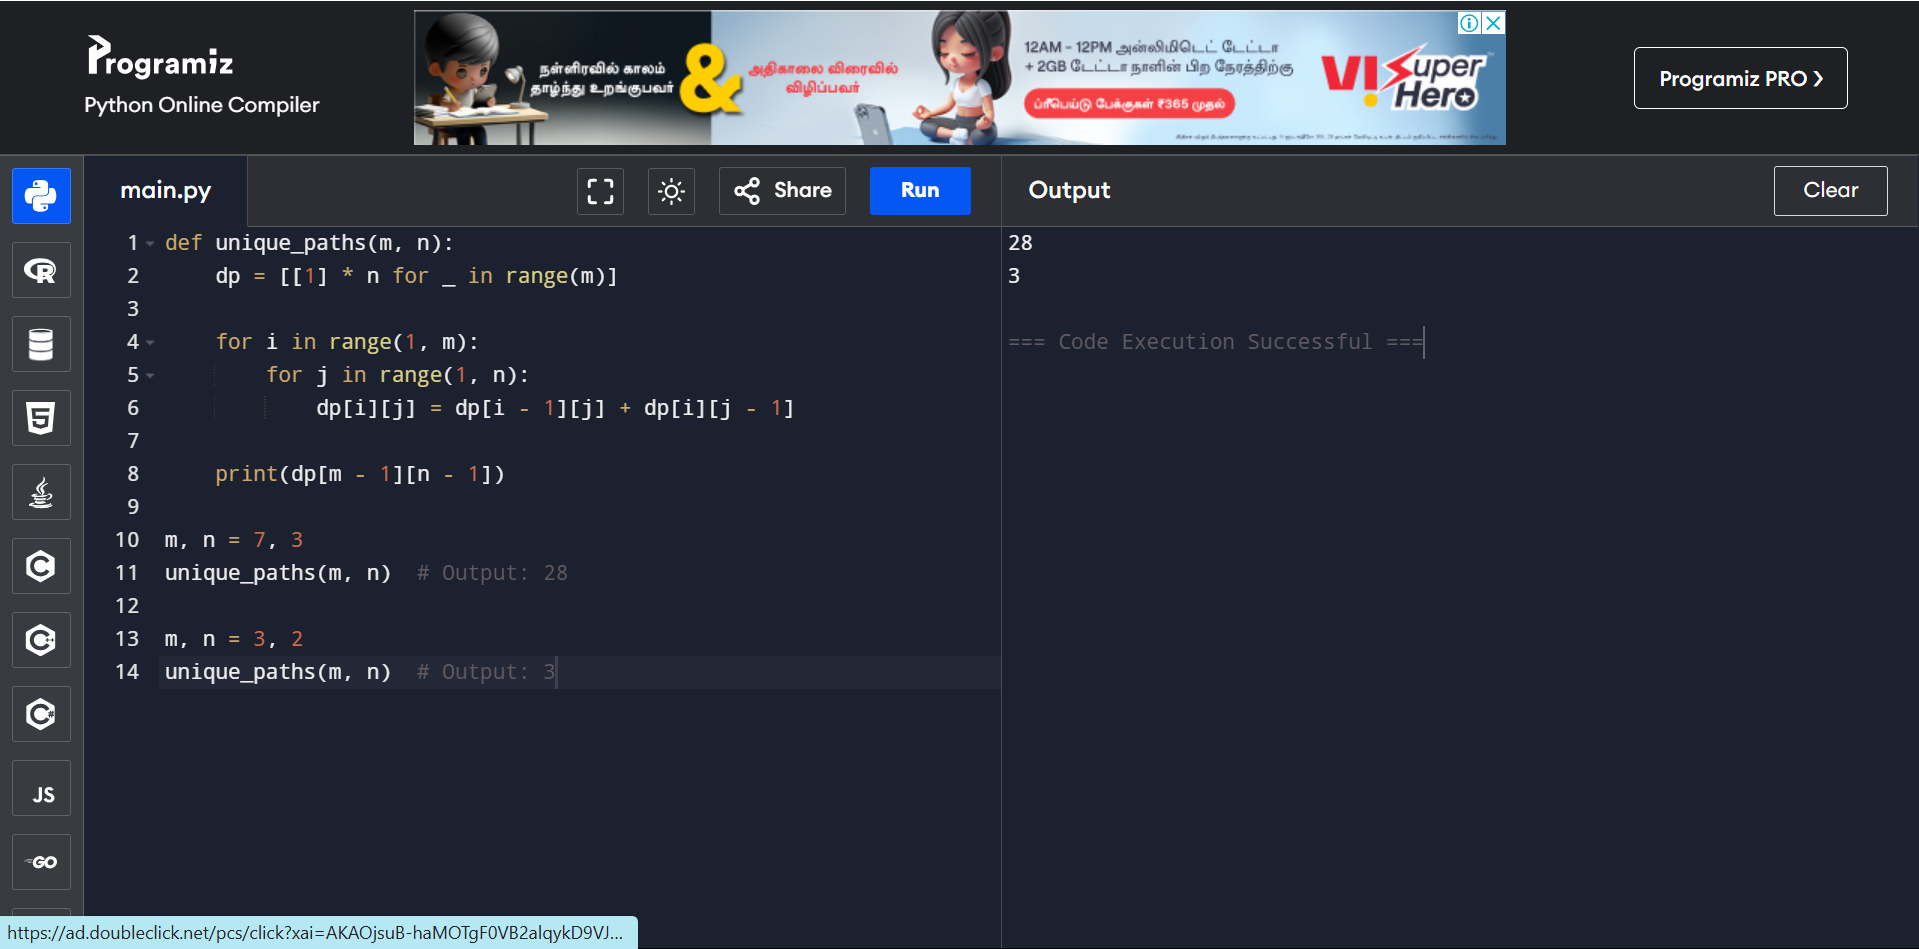 Programiz
Python Online Compiler
நள்ளிரவில் காலம்
தாழ்ந்து உறங்குபவர்
&
அதிகாலை விரைவில்
விழிப்பவர்
12AM - 12PM அன்லிமிடெட் டேட்டா
+ 2GB டேட்டா நாளின் பிற நேரத்திற்கு
ப்ரீபெய்டு பேக்குகள் ₹365 முதல்
VI Super
Hero
Programiz PRO ❯
main.py
Share
Run
Output
Clear
1 def unique_paths(m, n):
2     dp = [[1] * n for _ in range(m)]
3
4     for i in range(1, m):
5         for j in range(1, n):
6             dp[i][j] = dp[i - 1][j] + dp[i][j - 1]
7
8     print(dp[m - 1][n - 1])
9
10 m, n = 7, 3
11 unique_paths(m, n)  # Output: 28
12
13 m, n = 3, 2
14 unique_paths(m, n)  # Output: 3
28
3
=== Code Execution Successful ===
R
5
C
C++
C#
JS
GO
https://ad.doubleclick.net/pcs/click?xai=AKAOjsuB-haMOTgF0VB2alqykD9VJ...